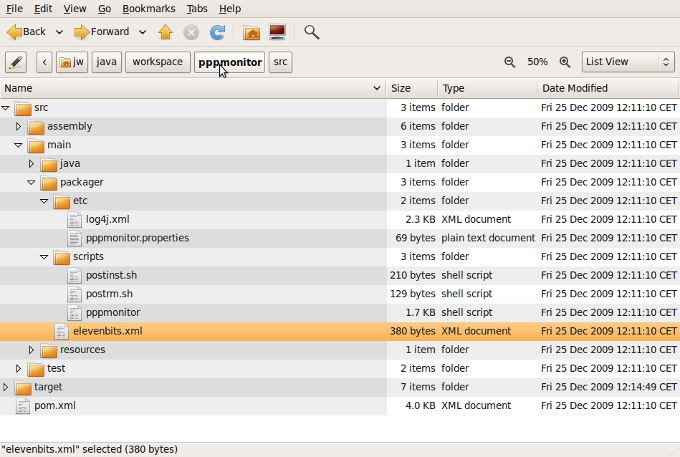 File Edit View Go Bookmarks Tabs Help
Back Forward
jw java workspace pppmonitor src 50% List View
Name Size Type Date Modified
src 3 items folder Fri 25 Dec 2009 12:11:10 CET
assembly 6 items folder Fri 25 Dec 2009 12:11:10 CET
main 3 items folder Fri 25 Dec 2009 12:11:10 CET
java 1 item folder Fri 25 Dec 2009 12:11:10 CET
packager 3 items folder Fri 25 Dec 2009 12:11:10 CET
etc 2 items folder Fri 25 Dec 2009 12:11:10 CET
log4j.xml 2.3 KB XML document Fri 25 Dec 2009 12:11:10 CET
pppmonitor.properties 69 bytes plain text document Fri 25 Dec 2009 12:11:10 CET
scripts 3 items folder Fri 25 Dec 2009 12:11:10 CET
postinst.sh 210 bytes shell script Fri 25 Dec 2009 12:11:10 CET
postrm.sh 129 bytes shell script Fri 25 Dec 2009 12:11:10 CET
pppmonitor 1.7 KB shell script Fri 25 Dec 2009 12:11:10 CET
elevenbits.xml 380 bytes XML document Fri 25 Dec 2009 12:11:10 CET
resources 1 item folder Fri 25 Dec 2009 12:11:10 CET
test 2 items folder Fri 25 Dec 2009 12:11:10 CET
target 7 items folder Fri 25 Dec 2009 12:14:49 CET
pom.xml 4.0 KB XML document Fri 25 Dec 2009 12:11:10 CET
"elevenbits.xml" selected (380 bytes)